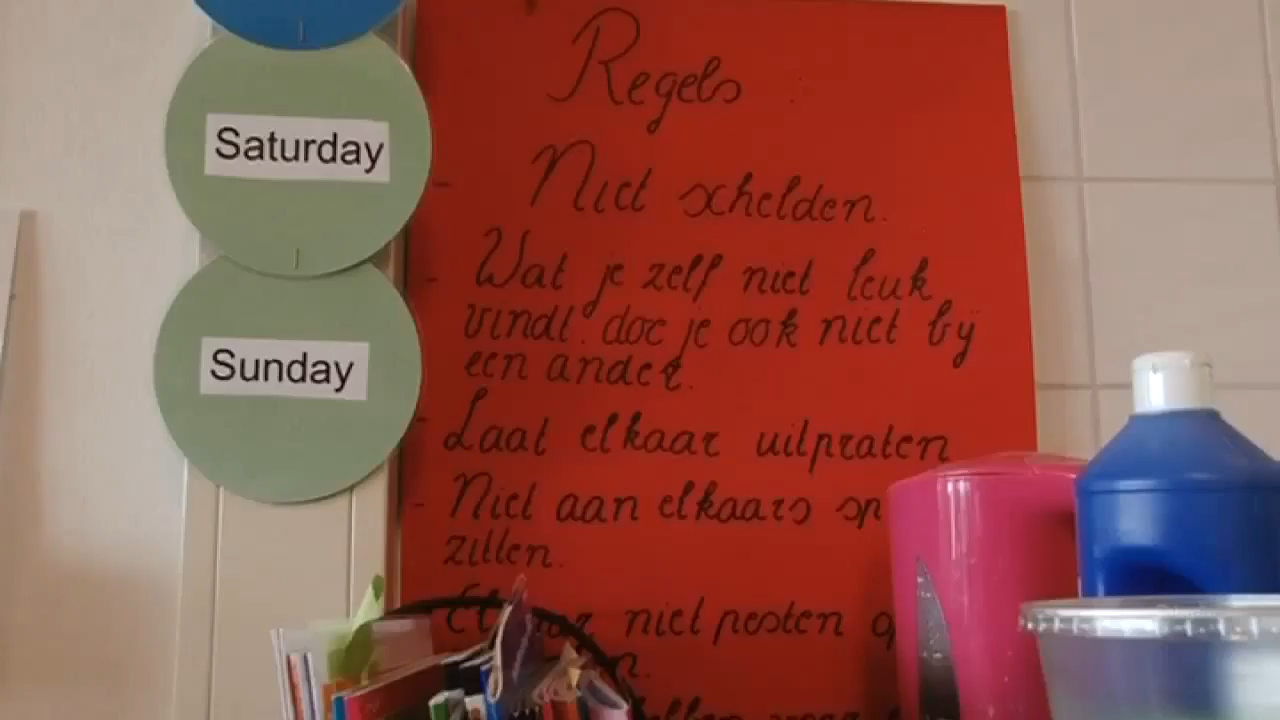 Saturday
Sunday
Regels
- Niet schelden.
- Wat je zelf niet leuk
vindt doe je ook niet bij
een ander.
- Laat elkaar uitpraten
- Niet aan elkaars
zitten.
niet pesten